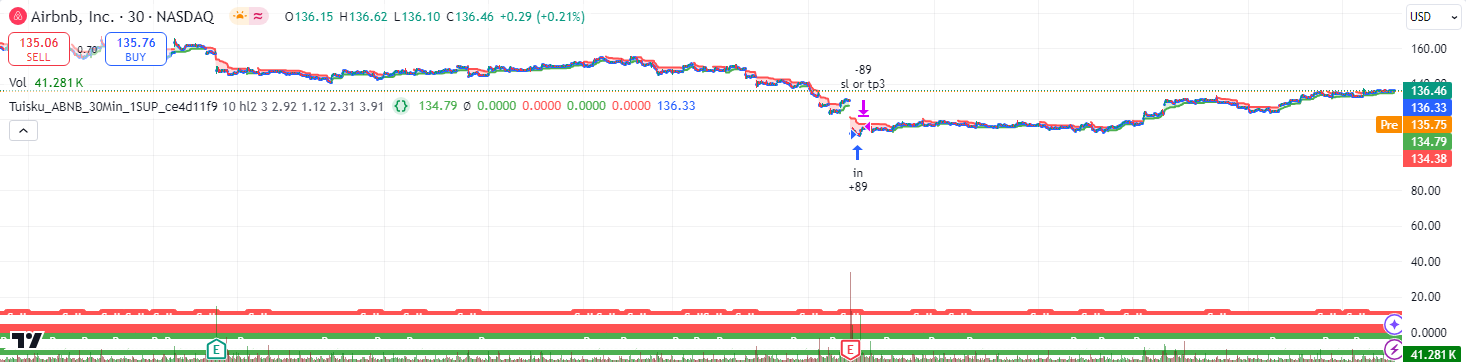 Airbnb, Inc. · 30 · NASDAQ O136.15 H136.62 L136.10 C136.46 +0.29 (+0.21%)
USD
135.06 SELL
0.70
135.76 BUY
160.00
Vol 41.281 K
140.00
Tuisku_ABNB_30Min_1SUP_ce4d11f9 10 hl2 3 2.92 1.12 2.31 3.91 134.79 Ø 0.0000 0.0000 0.0000 0.0000 136.33
-89
sl or tp3
136.46
136.33
Pre 135.75
134.79
134.38
in
+89
80.00
60.00
40.00
20.00
0.0000
E
E
41.281 K